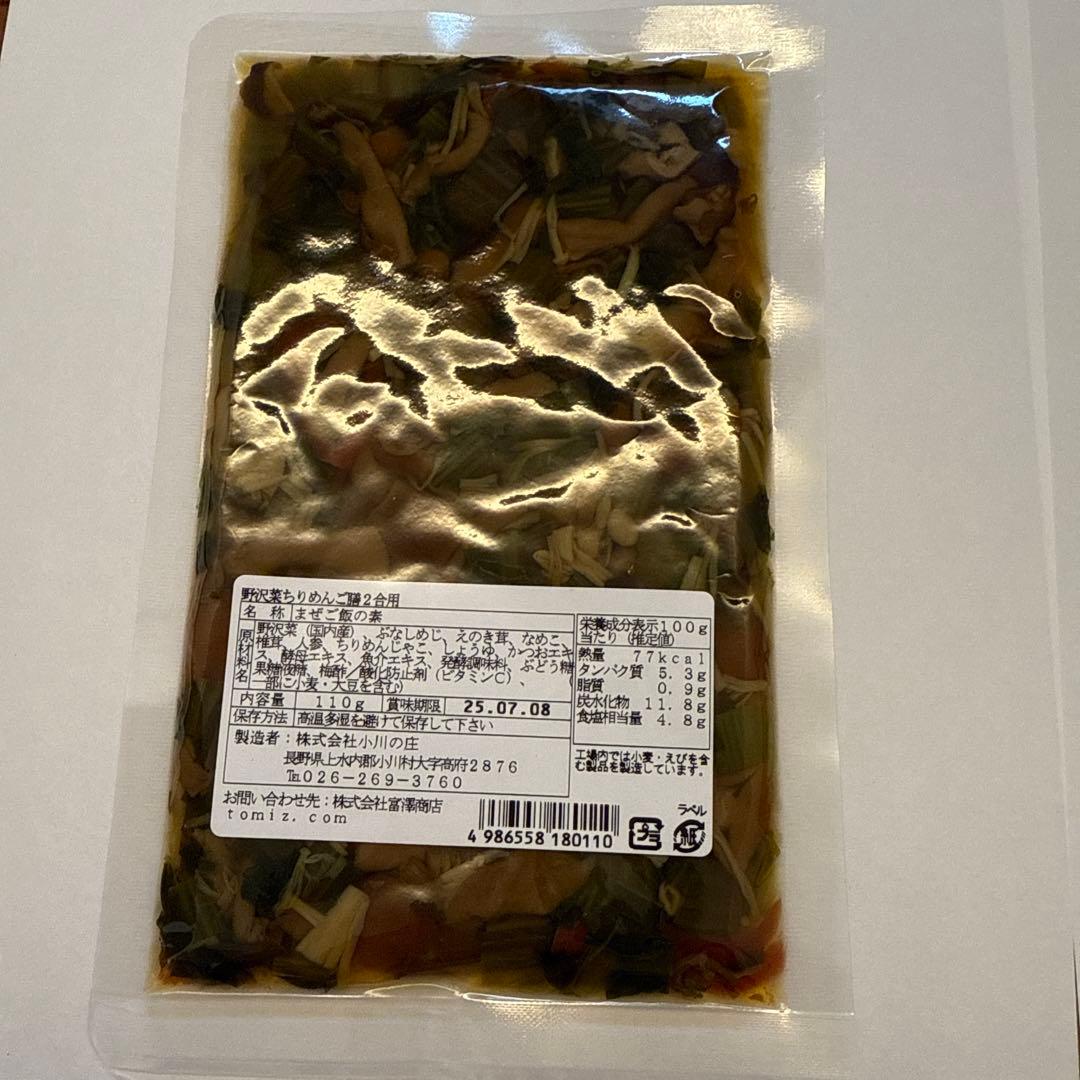 野沢菜ちりめんご膳2合用
名 称 まぜご飯の素
原材料名
野沢菜(国内産)、ぶなしめじ、えのき茸、なめこ、
椎茸、人参、ちりめんじゃこ、しょうゆ、かつおエキ
ス、酵母エキス、魚介エキス、発酵調味料、ぶどう糖
果糖液糖、梅酢/酸化防止剤(ビタミンC)、(
一部に小麦・大豆を含む)
内容量 110g 賞味期限 25.07.08
保存方法 高温多湿を避けて保存して下さい
製造者:株式会社小川の庄
長野県上水内郡小川村大字高府2876
℡026-269-3760
お問い合わせ先:株式会社富澤商店
tomiz.com
栄養成分表示100g
当たり(推定値)
熱量 77kcal
タンパク質 5.3g
脂質 0.9g
炭水化物 11.8g
食塩相当量 4.8g
工場内では小麦・えびを含
む製品を製造しています。
4 986558 180110
プラ
ラベル
紙